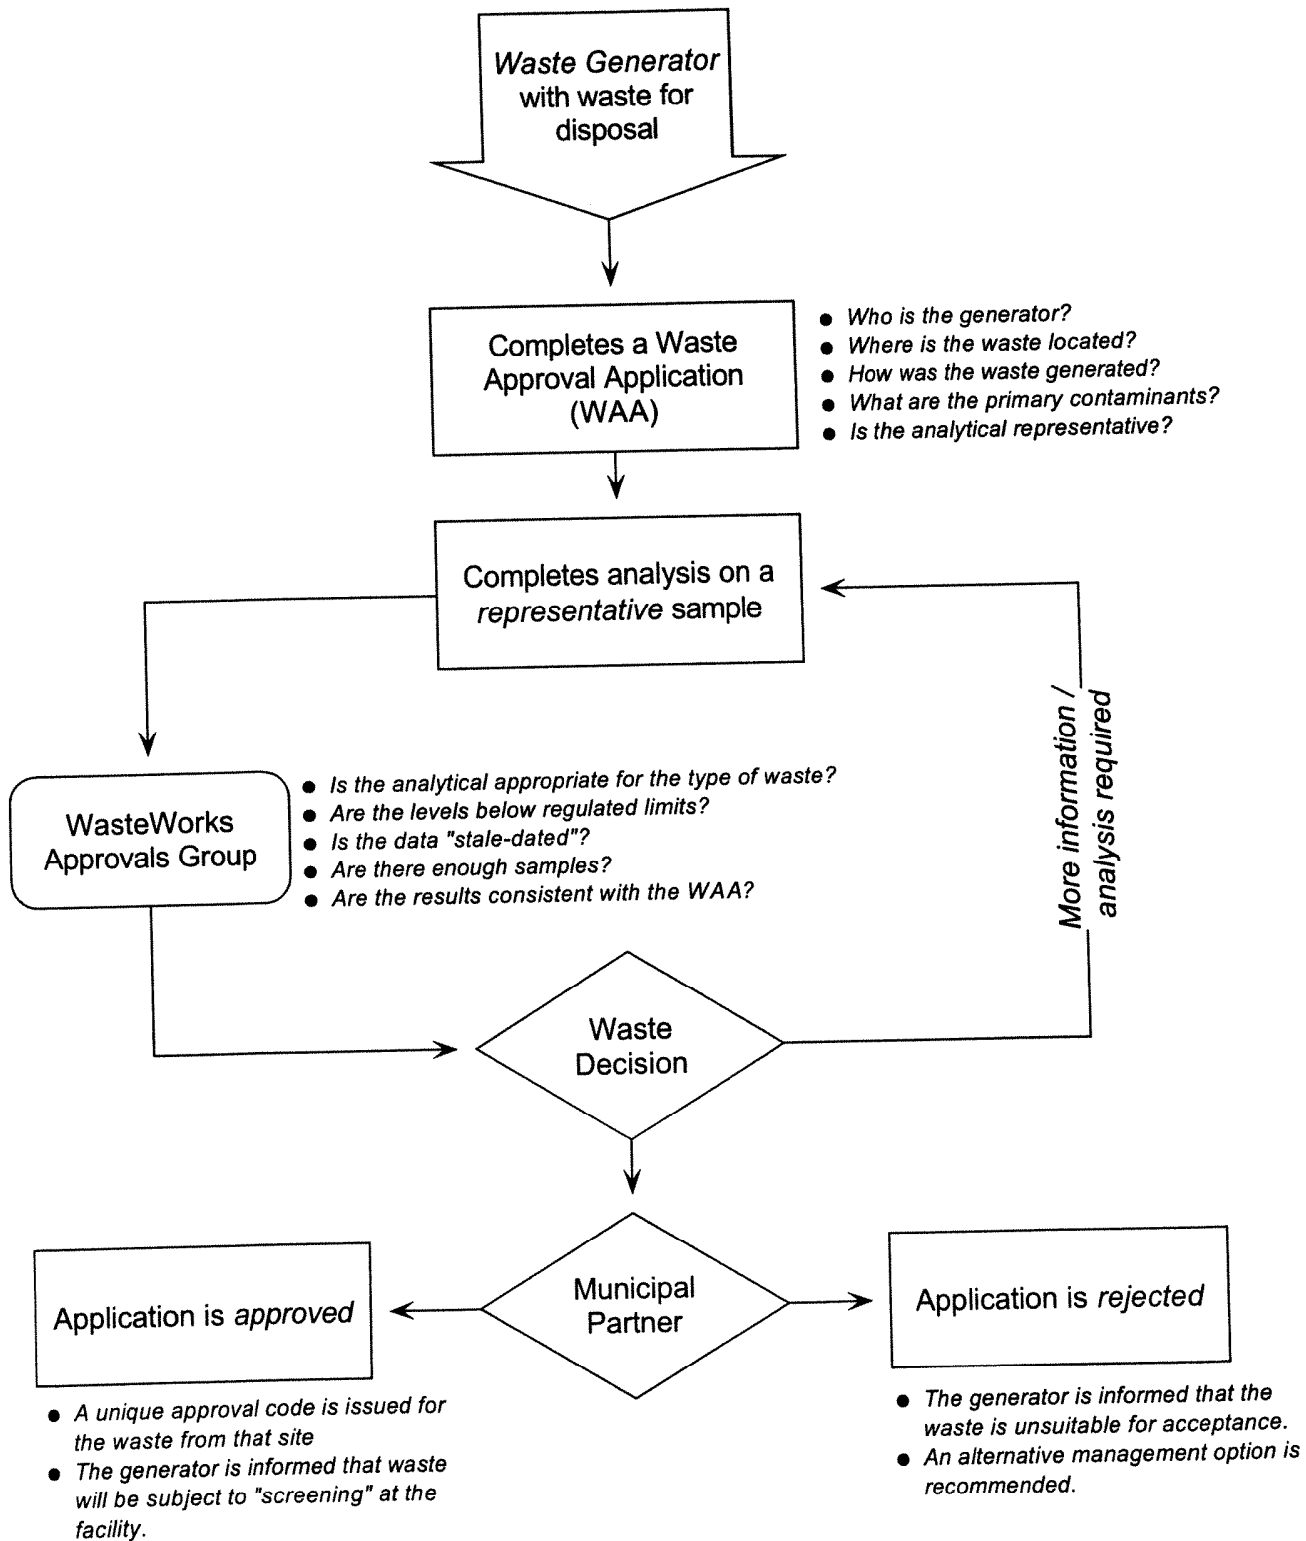 Waste Generator
with waste for
disposal
Completes a Waste
Approval Application
(WAA)
● Who is the generator?
● Where is the waste located?
● How was the waste generated?
● What are the primary contaminants?
● Is the analytical representative?
Completes analysis on a
representative sample
More information /
analysis required
WasteWorks
Approvals Group
● Is the analytical appropriate for the type of waste?
● Are the levels below regulated limits?
● Is the data "stale-dated"?
● Are there enough samples?
● Are the results consistent with the WAA?
Waste
Decision
Municipal
Partner
Application is approved
● A unique approval code is issued for
the waste from that site
● The generator is informed that waste
will be subject to "screening" at the
facility.
Application is rejected
● The generator is informed that the
waste is unsuitable for acceptance.
● An alternative management option is
recommended.